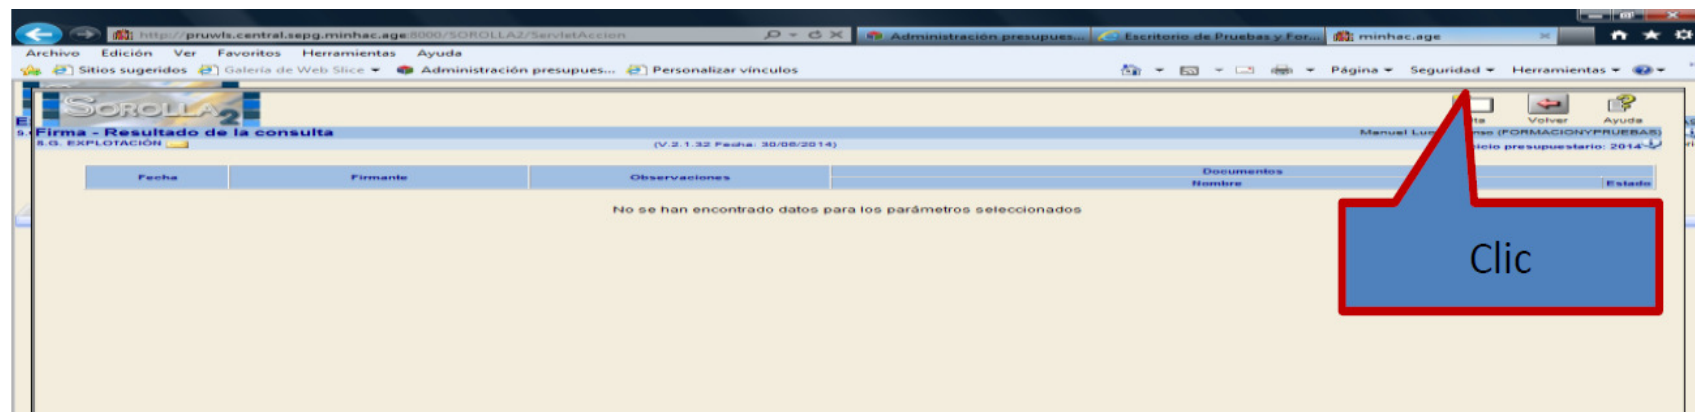 http://pruwls.central.sepg.minhac.age:8000/SOROLLA2/ServletAccion
Administración presupues...
Escritorio de Pruebas y For...
minhac.age
Archivo Edición Ver Favoritos Herramientas Ayuda
Sitios sugeridos Galería de Web Slice Administración presupues... Personalizar vínculos
Página Seguridad Herramientas
SOROLLA2
Volver Ayuda
Firma - Resultado de la consulta
(FORMACIONYPRUEBAS)
S.G. EXPLOTACIÓN
(V.2.1.32 Fecha: 30/08/2014)
presupuestario: 2014
Fecha Firmante Observaciones Documentos
Nombre Estado
No se han encontrado datos para los parámetros seleccionados
Clic